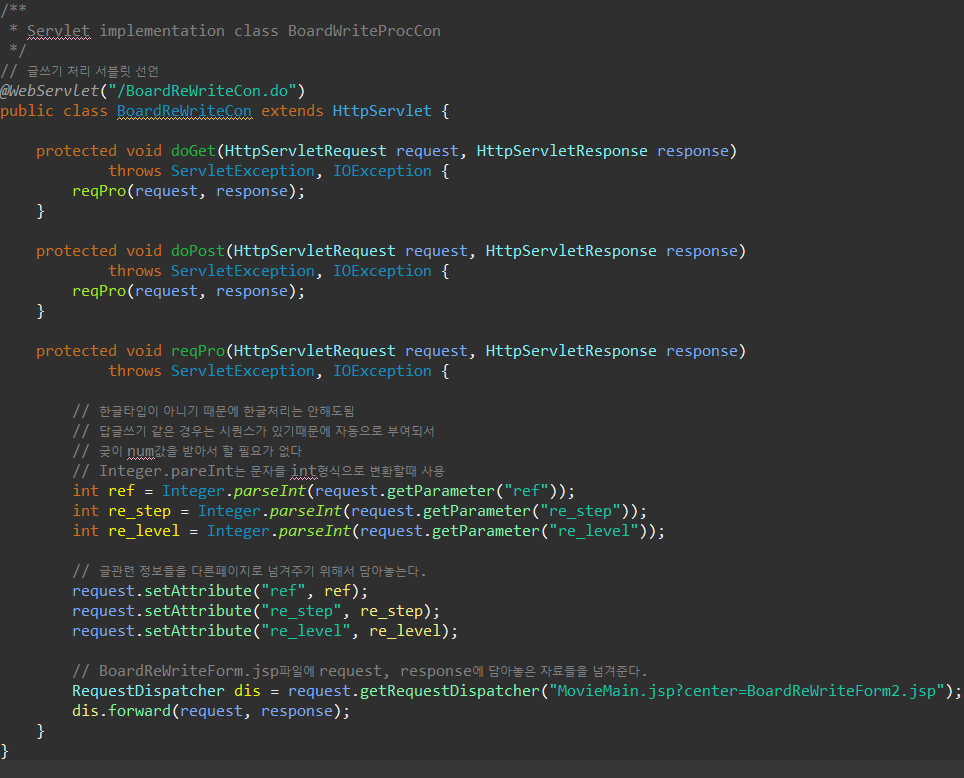 /**
 * Servlet implementation class BoardWriteProcCon
 */
// 글쓰기 처리 서블릿 선언
@WebServlet("/BoardReWriteCon.do")
public class BoardReWriteCon extends HttpServlet {
protected void doGet(HttpServletRequest request, HttpServletResponse response)
throws ServletException, IOException {
reqPro(request, response);
}
protected void doPost(HttpServletRequest request, HttpServletResponse response)
throws ServletException, IOException {
reqPro(request, response);
}
protected void reqPro(HttpServletRequest request, HttpServletResponse response)
throws ServletException, IOException {
// 한글타입이 아니기 때문에 한글처리는 안해도됨
// 답글쓰기 같은 경우는 시퀀스가 있기때문에 자동으로 부여되서
// 굳이 num값을 받아서 할 필요가 없다
// Integer.pareInt는 문자를 int형식으로 변환할때 사용
int ref = Integer.parseInt(request.getParameter("ref"));
int re_step = Integer.parseInt(request.getParameter("re_step"));
int re_level = Integer.parseInt(request.getParameter("re_level"));
// 글관련 정보들을 다른페이지로 넘겨주기 위해서 담아놓는다.
request.setAttribute("ref", ref);
request.setAttribute("re_step", re_step);
request.setAttribute("re_level", re_level);
// BoardReWriteForm.jsp파일에 request, response에 담아놓은 자료들을 넘겨준다.
RequestDispatcher dis = request.getRequestDispatcher("MovieMain.jsp?center=BoardReWriteForm2.jsp");
dis.forward(request, response);
}
}